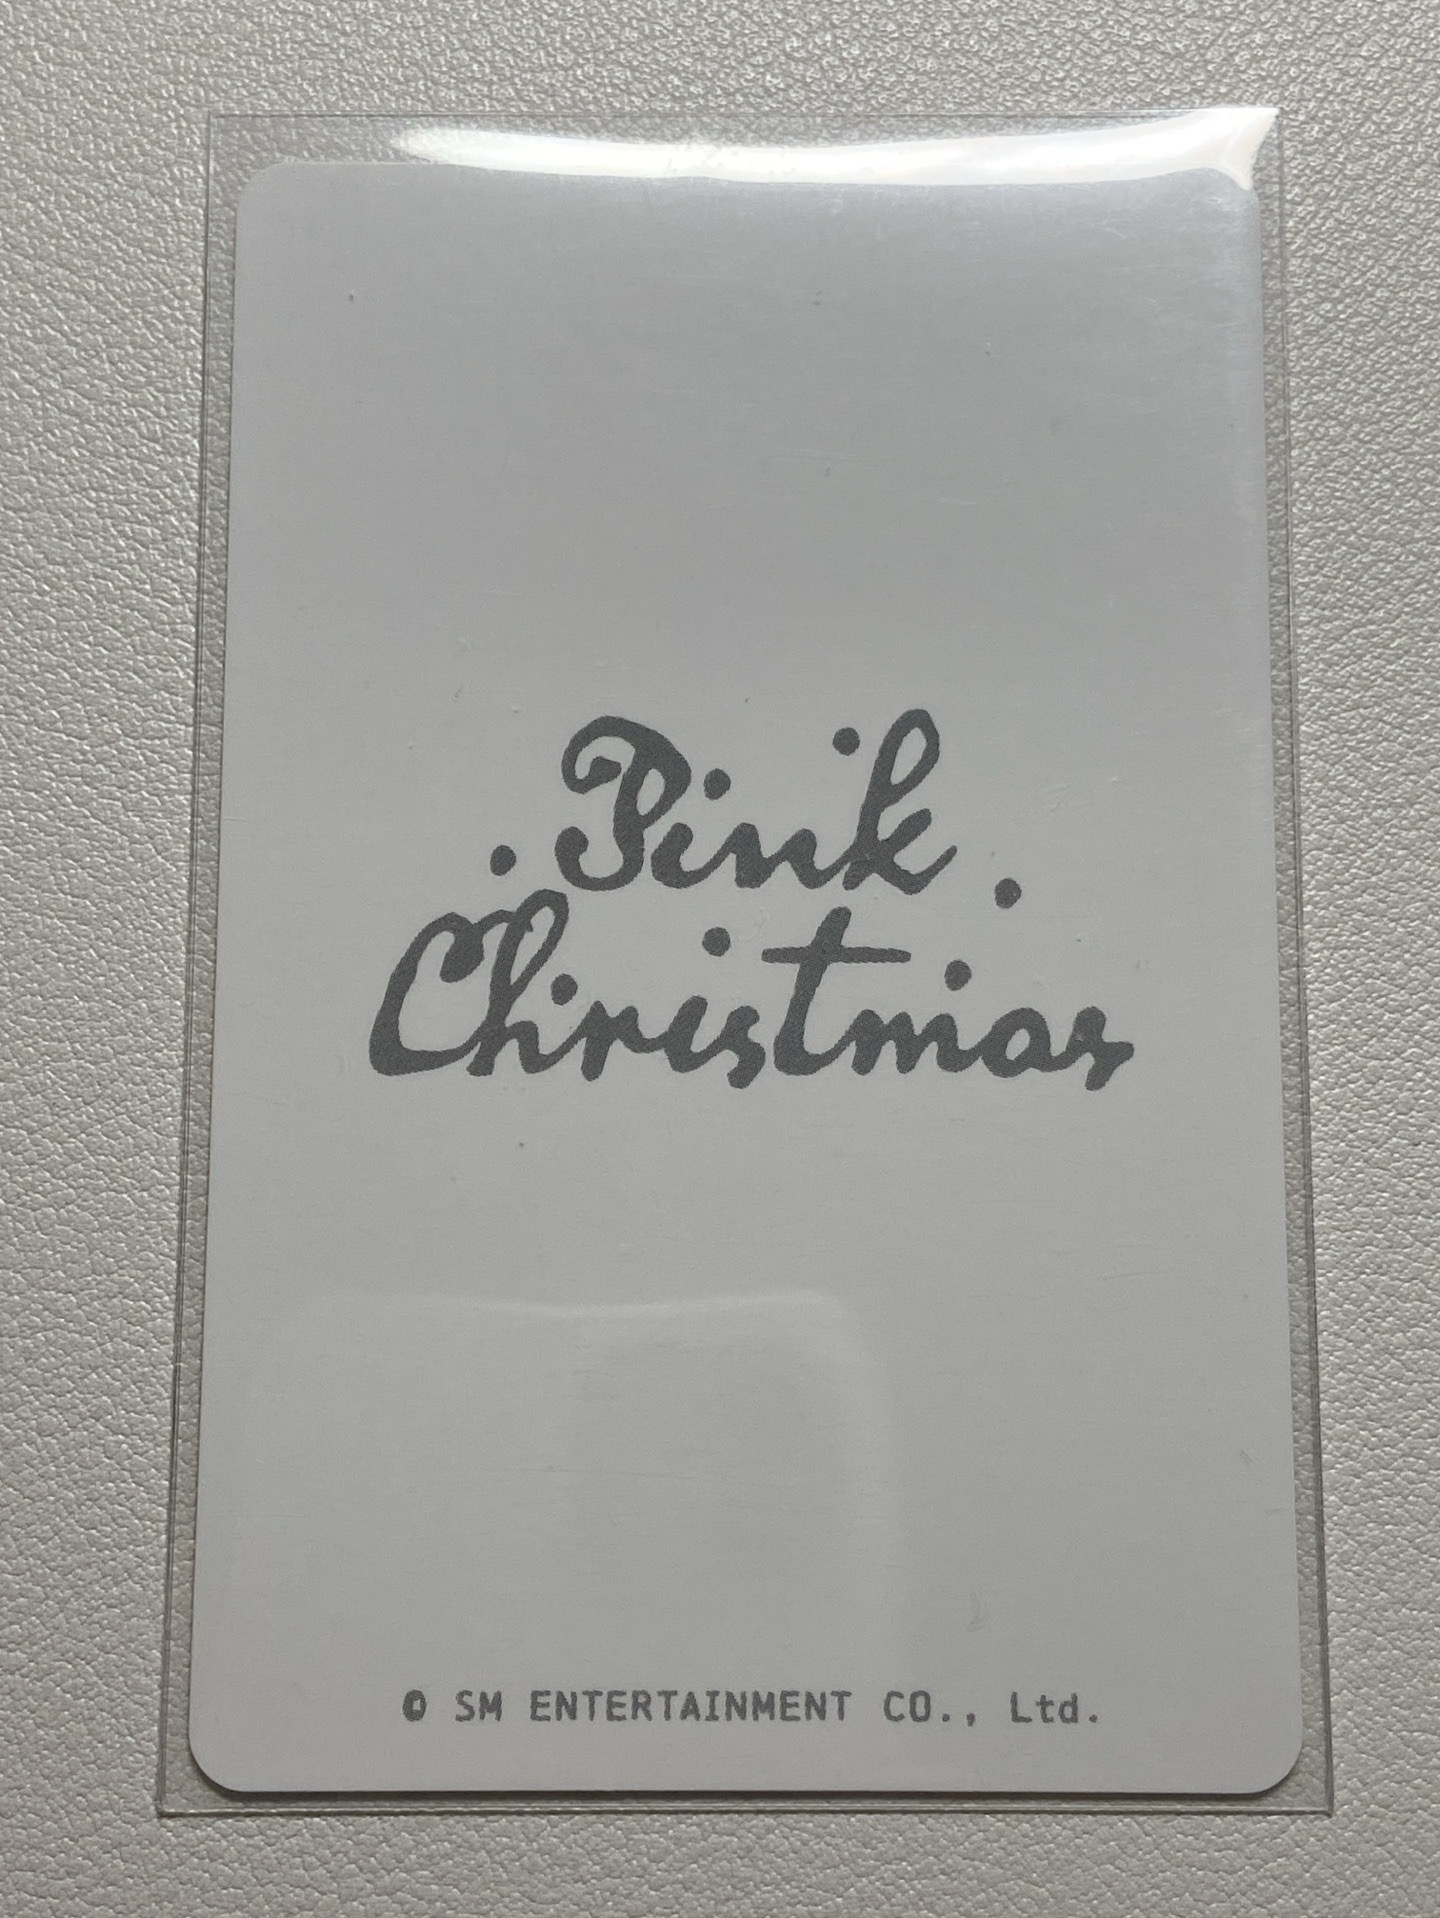 Pink
Christmas
© SM ENTERTAINMENT CO., Ltd.